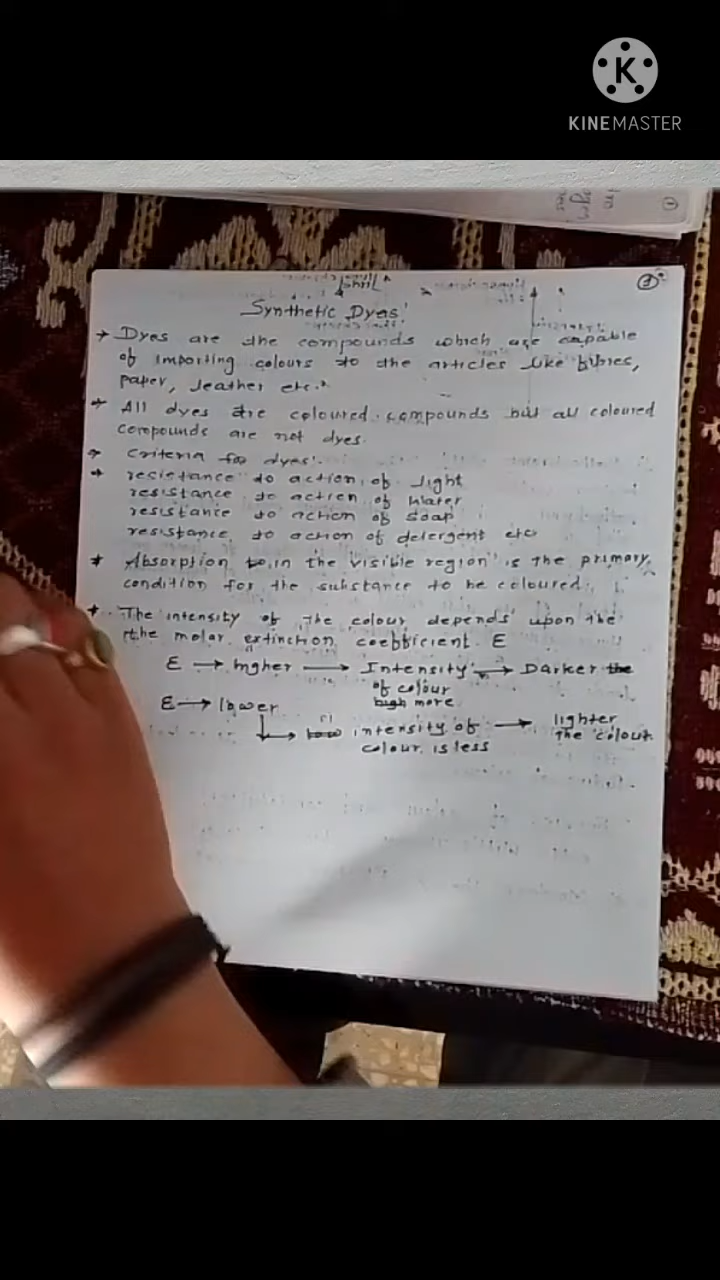 KINEMASTER
①
Synthetic Dyes:
→ Dyes are the compounds which are capable
of importing colours to the articles like fibres,
paper, leather etc.
→ All dyes are coloured compounds but all coloured
compounds are not dyes.
→ Criteria for dyes:
→ resistance to action of light
resistance to action of water
resistance to action of soap
resistance to action of detergent etc
* Absorption in the visible region is the primary
condition for the substance to be coloured.
* The intensity of the colour depends upon the
the molar extinction coefficient ε
ε → higher → Intensity → Darker the
of colour
more.
ε → lower
→ intensity of → lighter
colour is less the colour.